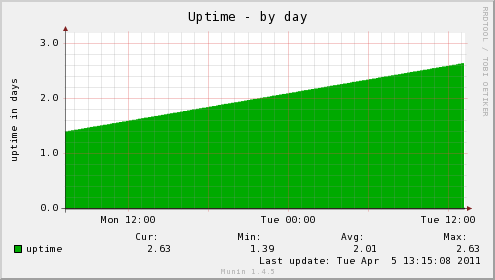 Uptime - by day
RRDTOOL / TOBI OETIKER
uptime in days
3.0
2.0
1.0
0.0
Mon 12:00 Tue 00:00 Tue 12:00
Cur: Min: Avg: Max:
uptime 2.63 1.39 2.01 2.63
Last update: Tue Apr 5 13:15:08 2011
Munin 1.4.5